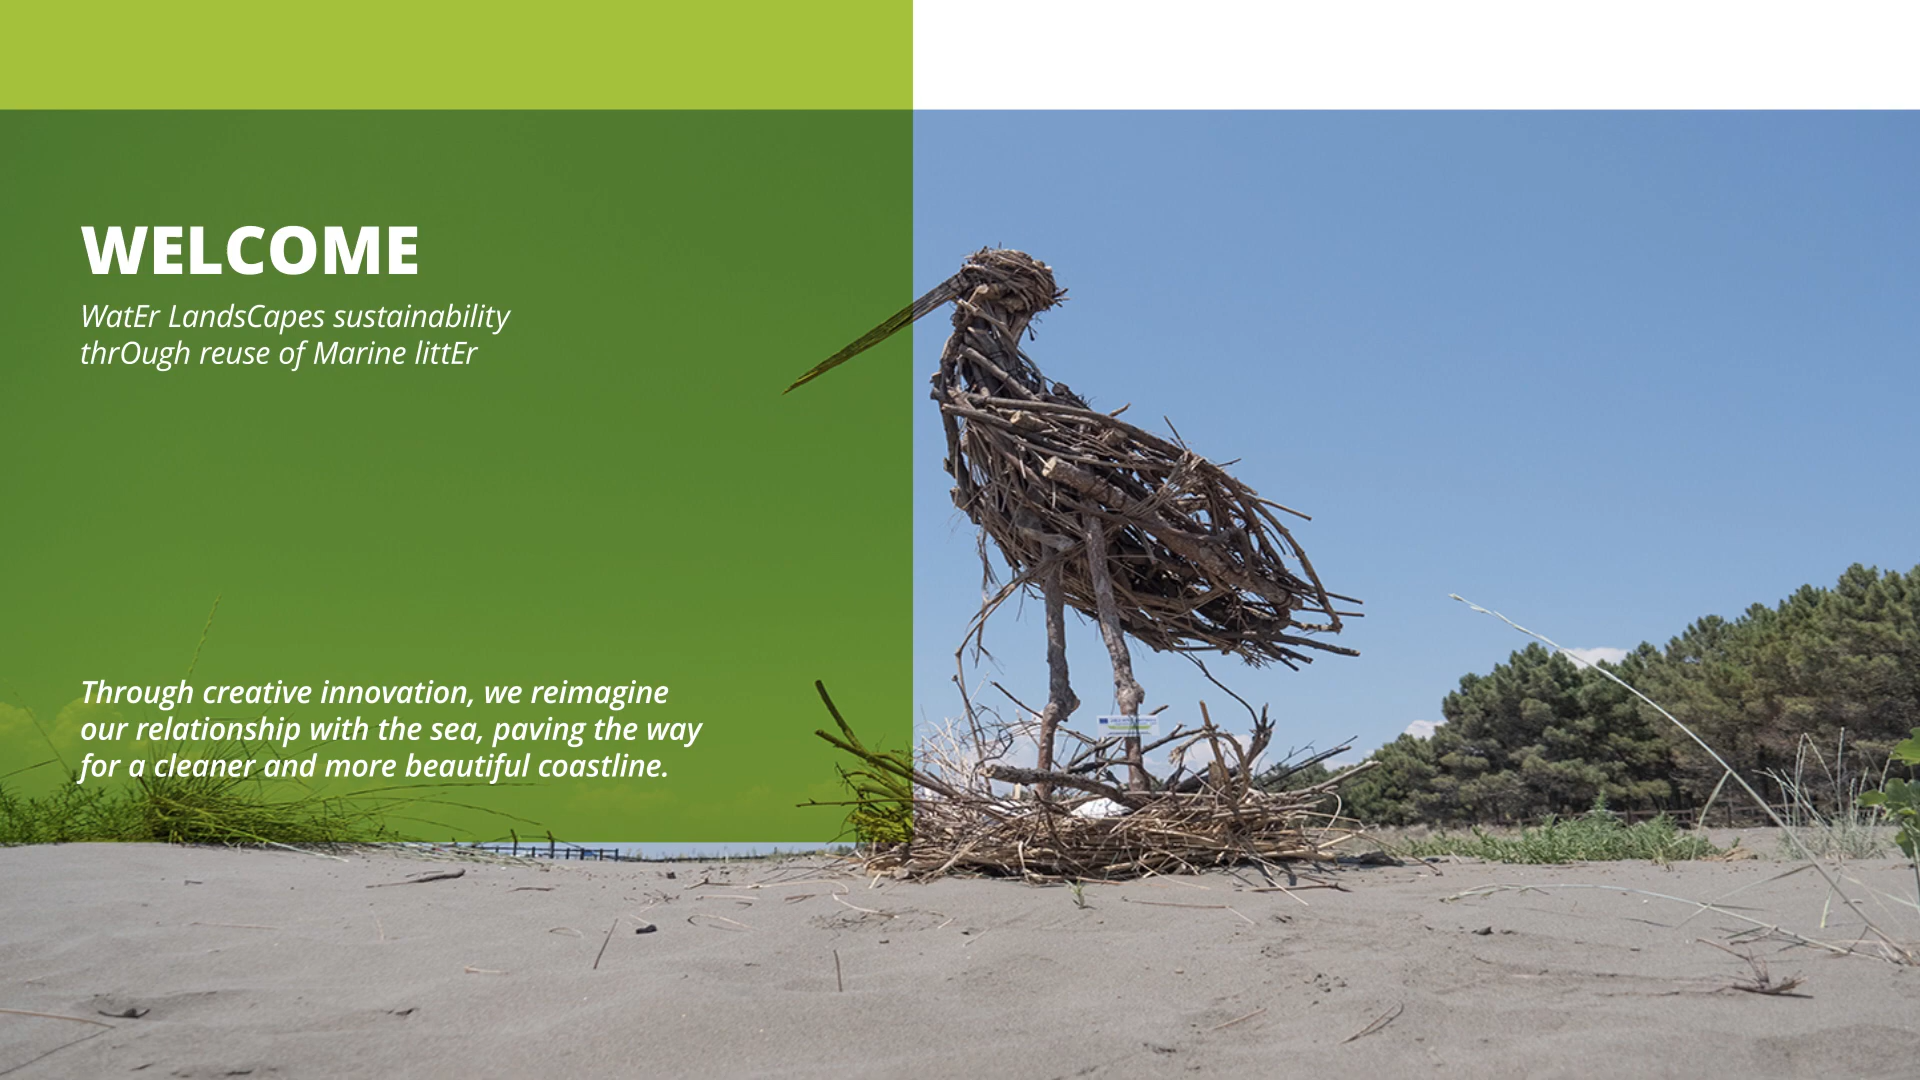 WELCOME
WatEr LandsCapes sustainability
thrOugh reuse of Marine littEr
Through creative innovation, we reimagine
our relationship with the sea, paving the way
for a cleaner and more beautiful coastline.